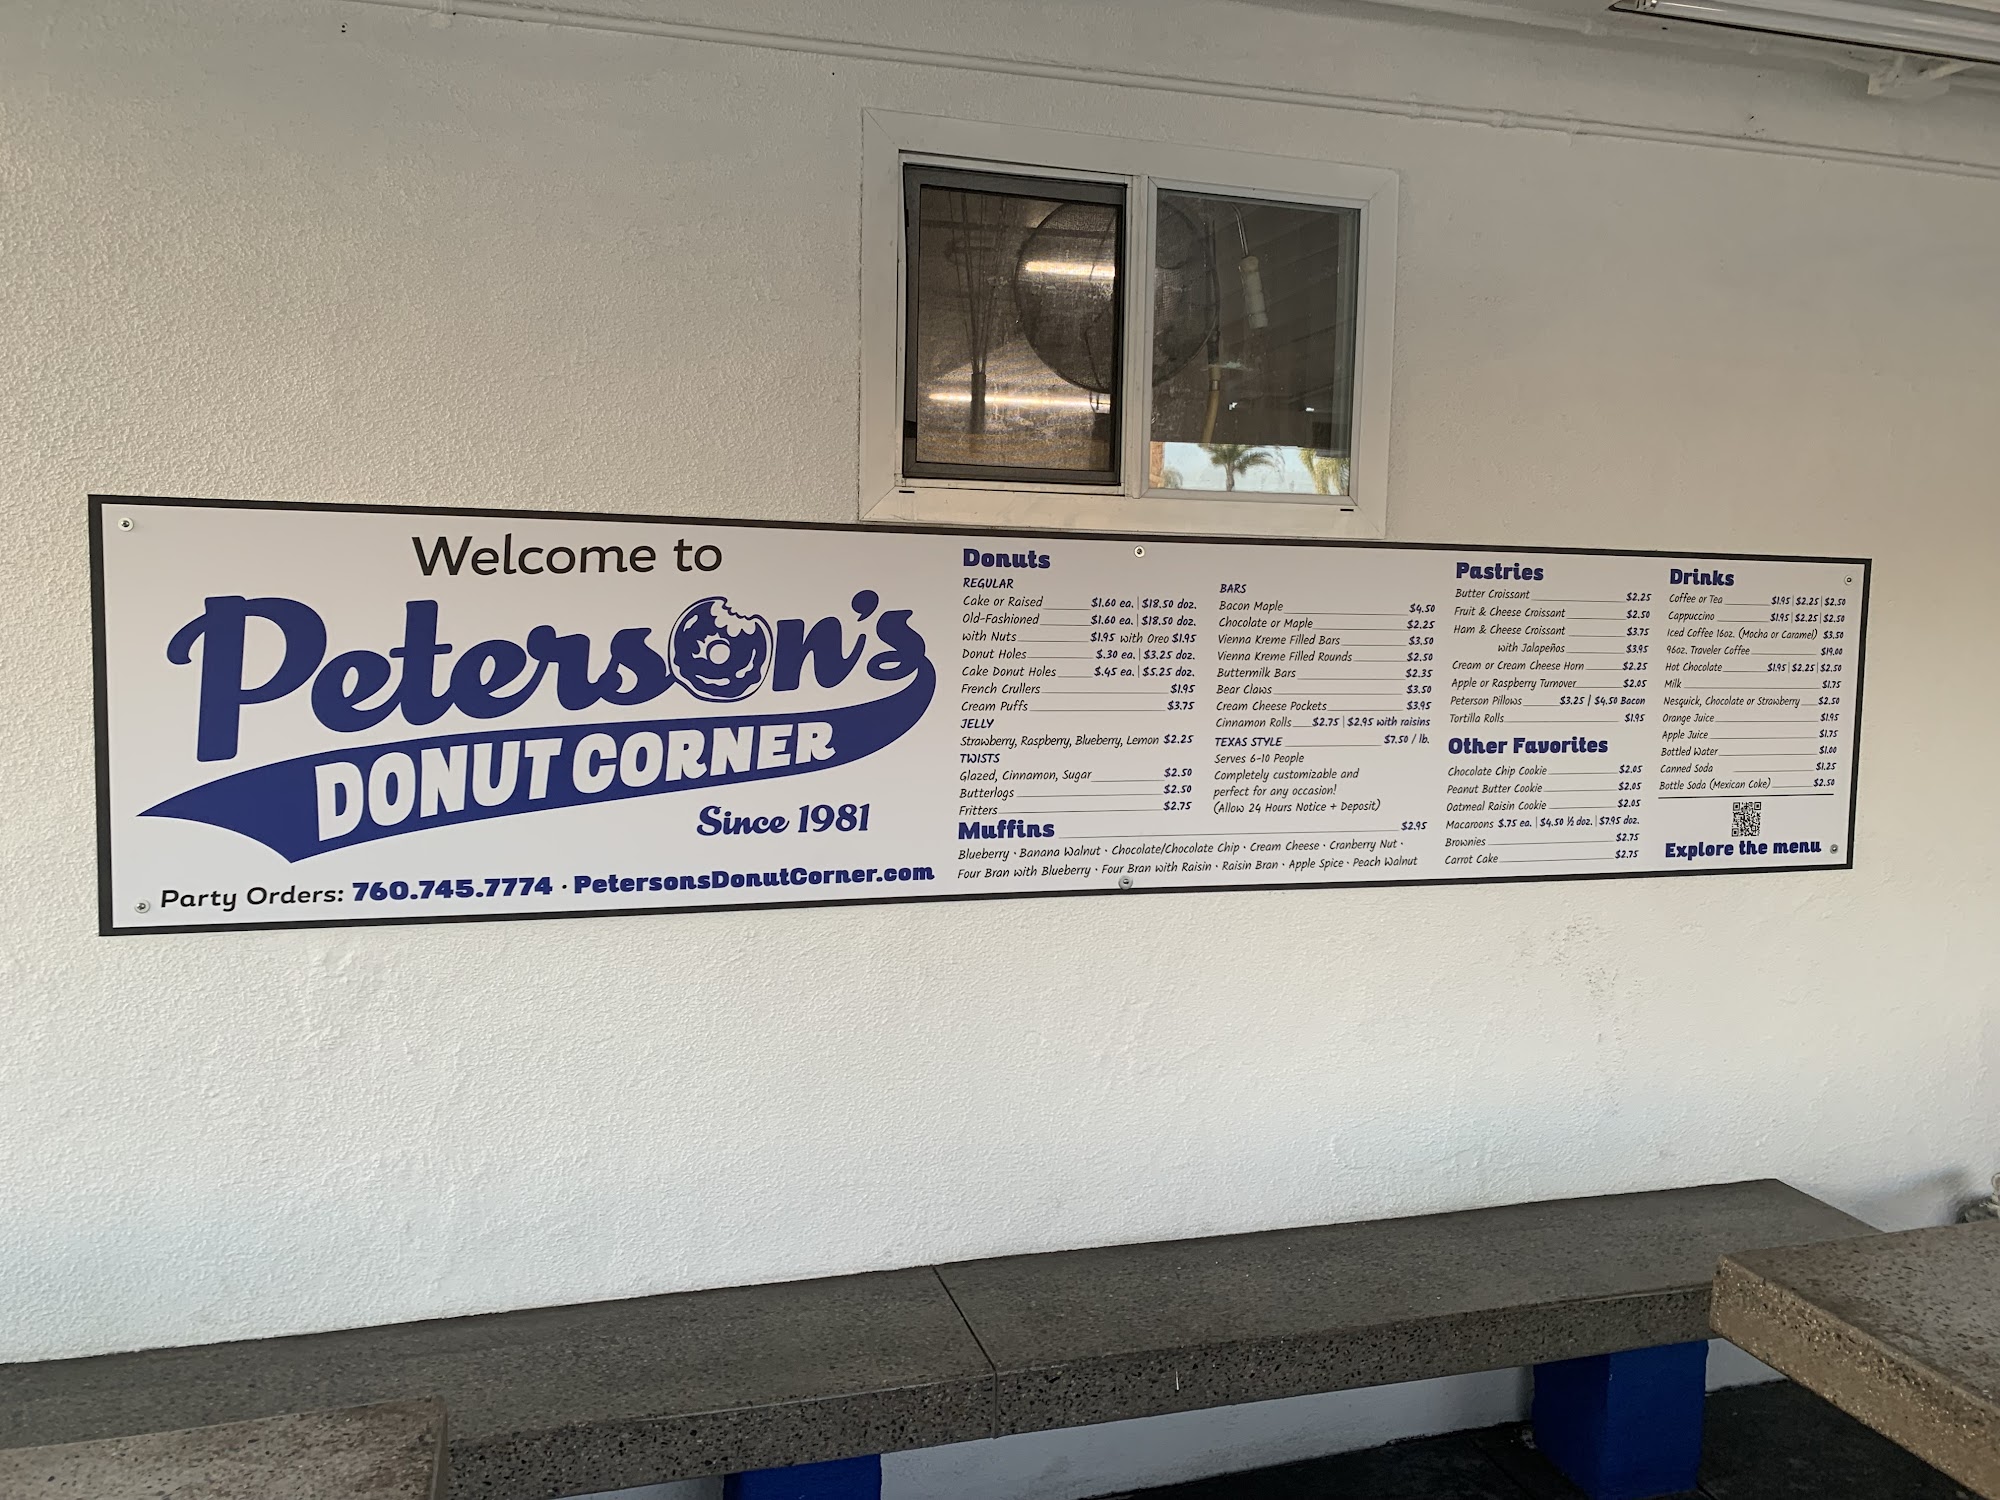 Welcome to
Peterson's
DONUT CORNER
Since 1981
Party Orders: 760.745.7774 · PetersonsDonutCorner.com
Donuts
REGULAR
Cake or Raised $1.60 ea. | $18.50 doz.
Old-Fashioned $1.60 ea. | $18.50 doz.
with Nuts $1.95 with Oreo $1.95
Donut Holes $.30 ea. | $3.25 doz.
Cake Donut Holes $.45 ea. | $5.25 doz.
French Crullers $1.95
Cream Puffs $3.75
JELLY
Strawberry, Raspberry, Blueberry, Lemon $2.25
TWISTS
Glazed, Cinnamon, Sugar $2.50
Butterlogs $2.50
Fritters $2.75
BARS
Bacon Maple $4.50
Chocolate or Maple $2.25
Vienna Kreme Filled Bars $3.50
Vienna Kreme Filled Rounds $2.50
Buttermilk Bars $2.35
Bear Claws $3.50
Cream Cheese Pockets $3.95
Cinnamon Rolls $2.75 | $2.95 with raisins
TEXAS STYLE $7.50 / lb.
Serves 6-10 People
Completely customizable and
perfect for any occasion!
(Allow 24 Hours Notice + Deposit)
Muffins $2.95
Blueberry · Banana Walnut · Chocolate/Chocolate Chip · Cream Cheese · Cranberry Nut ·
Four Bran with Blueberry · Four Bran with Raisin · Raisin Bran · Apple Spice · Peach Walnut
Pastries
Butter Croissant $2.25
Fruit & Cheese Croissant $2.50
Ham & Cheese Croissant $3.75
with Jalapeños $3.95
Cream or Cream Cheese Horn $2.25
Apple or Raspberry Turnover $2.05
Peterson Pillows $3.25 | $4.50 Bacon
Tortilla Rolls $1.95
Other Favorites
Chocolate Chip Cookie $2.05
Peanut Butter Cookie $2.05
Oatmeal Raisin Cookie $2.05
Macaroons $.75 ea. | $4.50 ½ doz. | $7.95 doz.
Brownies $2.75
Carrot Cake $2.75
Drinks
Coffee or Tea $1.95 | $2.25 | $2.50
Cappuccino $1.95 | $2.25 | $2.50
Iced Coffee 16oz. (Mocha or Caramel) $3.50
96oz. Traveler Coffee $19.00
Hot Chocolate $1.95 | $2.25 | $2.50
Milk $1.75
Nesquick, Chocolate or Strawberry $2.50
Orange Juice $1.95
Apple Juice $1.75
Bottled Water $1.00
Canned Soda $1.25
Bottle Soda (Mexican Coke) $2.50
Explore the menu